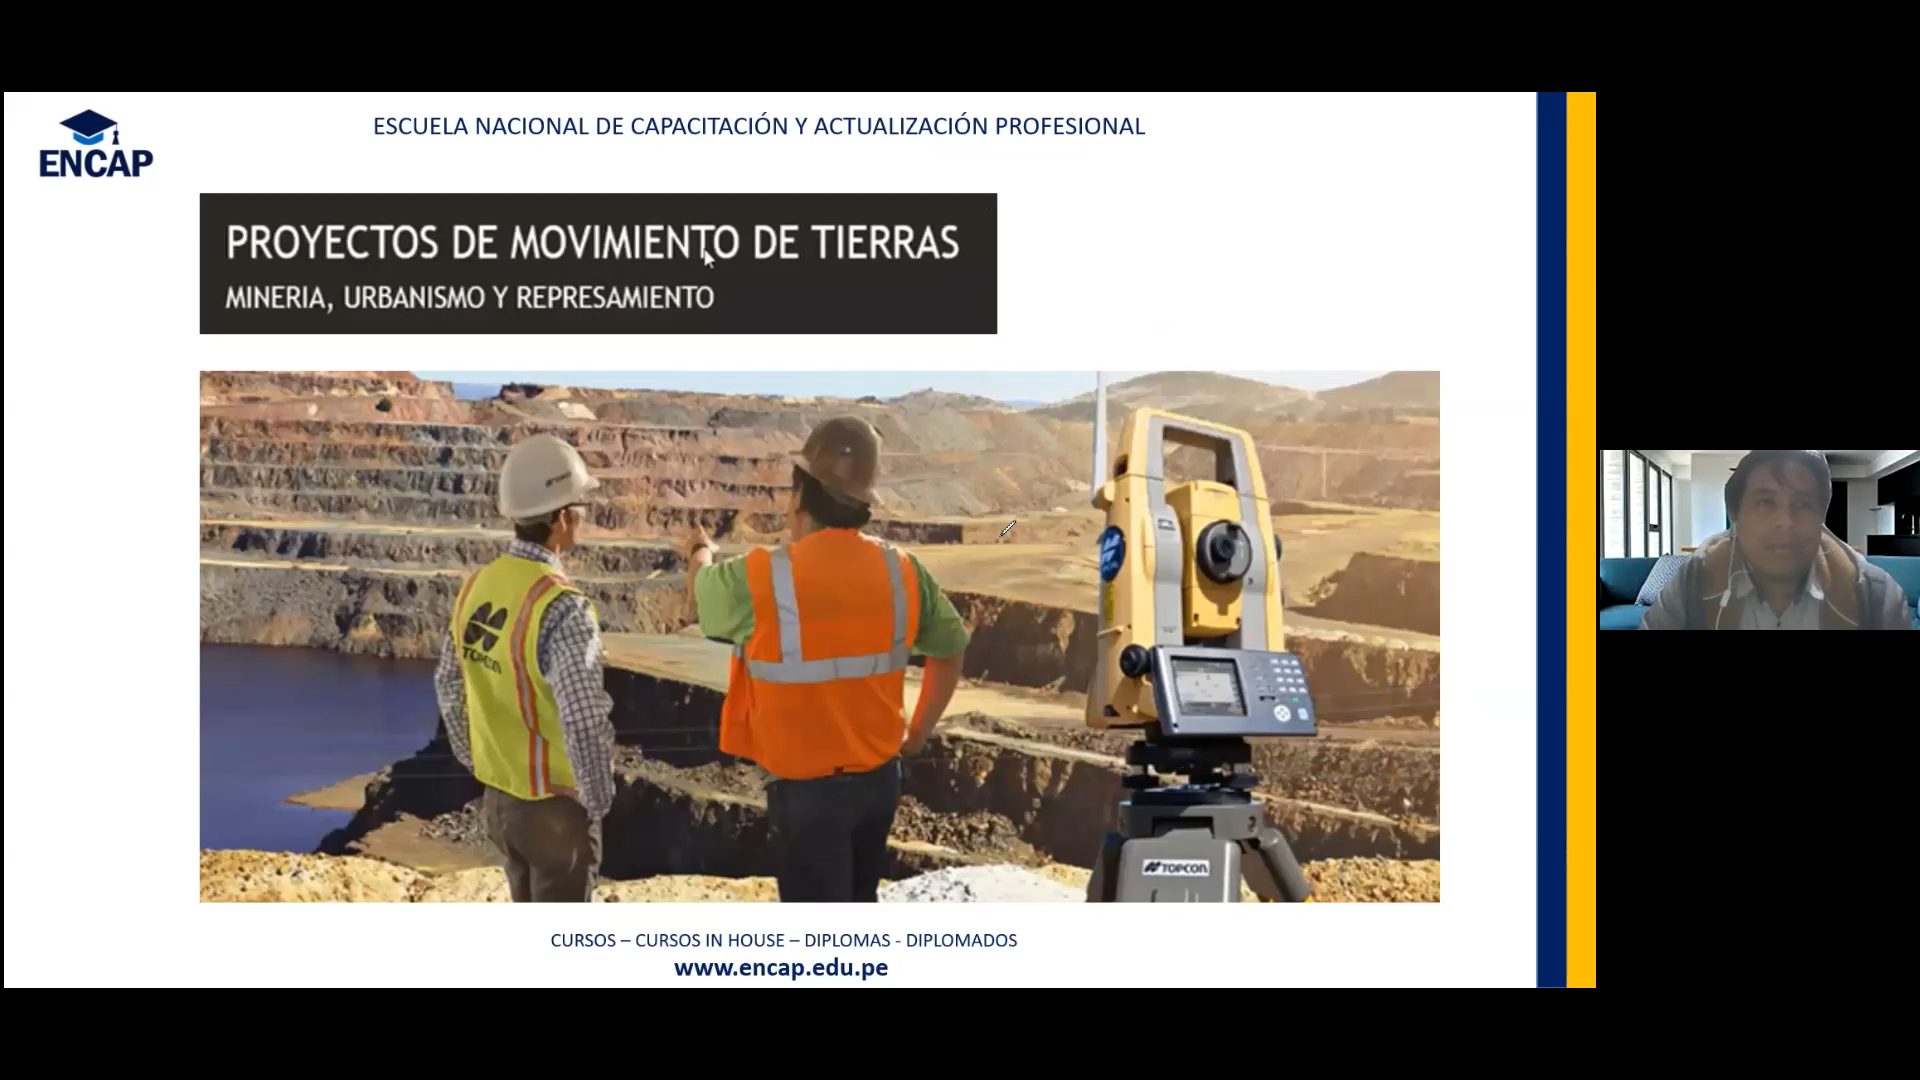 ENCAP
ESCUELA NACIONAL DE CAPACITACIÓN Y ACTUALIZACIÓN PROFESIONAL
PROYECTOS DE MOVIMIENTO DE TIERRAS
MINERIA, URBANISMO Y REPRESAMIENTO
TOPCON
TOPCON
CURSOS – CURSOS IN HOUSE – DIPLOMAS - DIPLOMADOS
www.encap.edu.pe